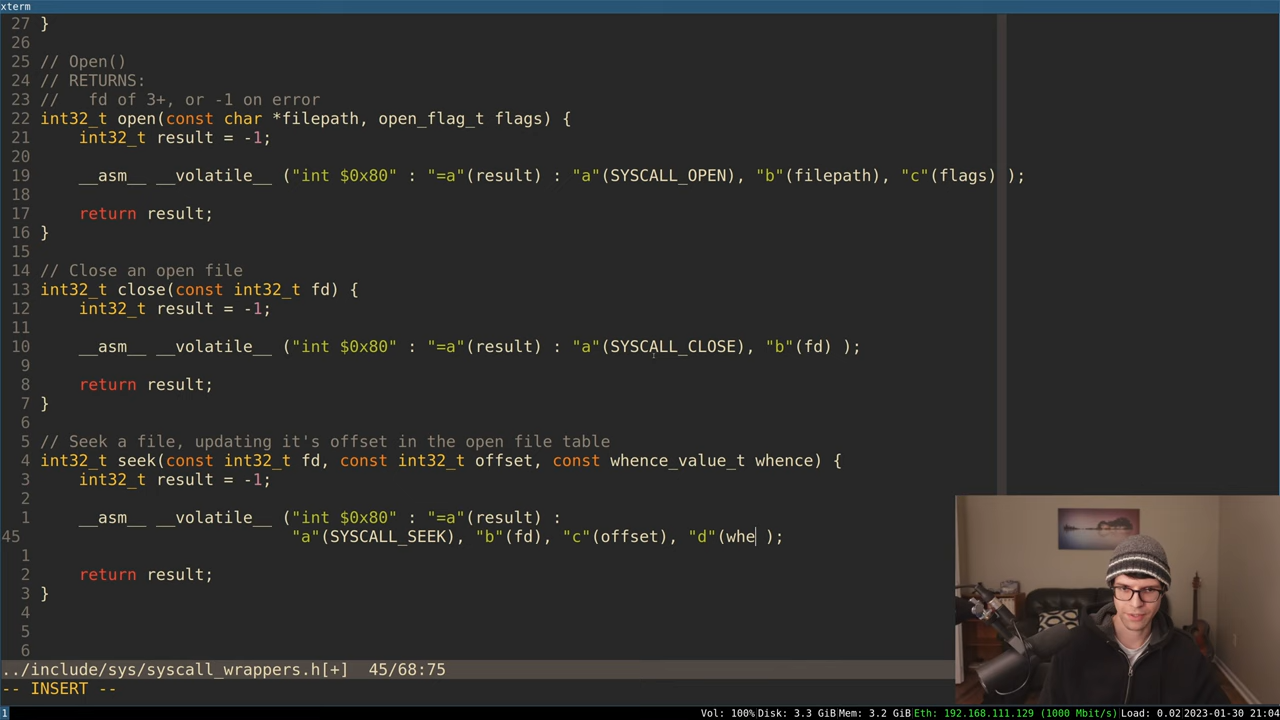 xterm
27 }
26
25 // Open()
24 // RETURNS:
23 //   fd of 3+, or -1 on error
22 int32_t open(const char *filepath, open_flag_t flags) {
21     int32_t result = -1;
20
19     __asm__ __volatile__ ("int $0x80" : "=a"(result) : "a"(SYSCALL_OPEN), "b"(filepath), "c"(flags) );
18
17     return result;
16 }
15
14 // Close an open file
13 int32_t close(const int32_t fd) {
12     int32_t result = -1;
11
10     __asm__ __volatile__ ("int $0x80" : "=a"(result) : "a"(SYSCALL_CLOSE), "b"(fd) );
9
8     return result;
7 }
6
5 // Seek a file, updating it's offset in the open file table
4 int32_t seek(const int32_t fd, const int32_t offset, const whence_value_t whence) {
3     int32_t result = -1;
2
1     __asm__ __volatile__ ("int $0x80" : "=a"(result) :
45                           "a"(SYSCALL_SEEK), "b"(fd), "c"(offset), "d"(whe );
1
2     return result;
3 }
4
5
6
../include/sys/syscall_wrappers.h[+]  45/68:75
-- INSERT --
1 Vol: 100% Disk: 3.3 GiB Mem: 3.2 GiB Eth: 192.168.111.129 (1000 Mbit/s) Load: 0.02 2023-01-30 21:04